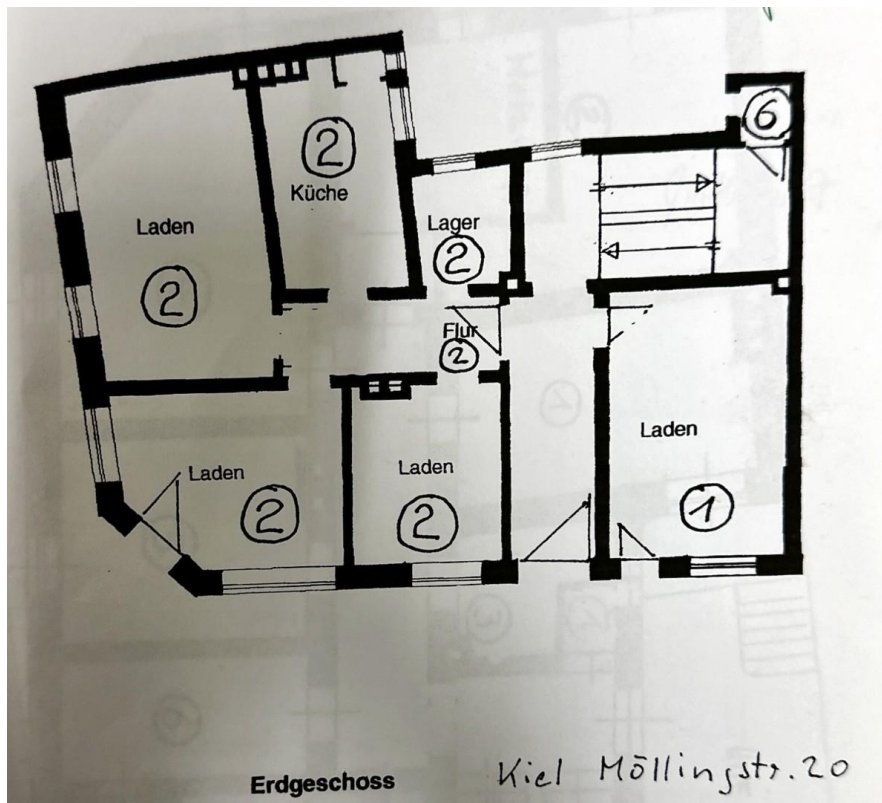 6
2
Küche
Lager
2
Laden
2
Flur
2
Laden
Laden
2
Laden
2
1
Erdgeschoss
Kiel Möllingstr. 20